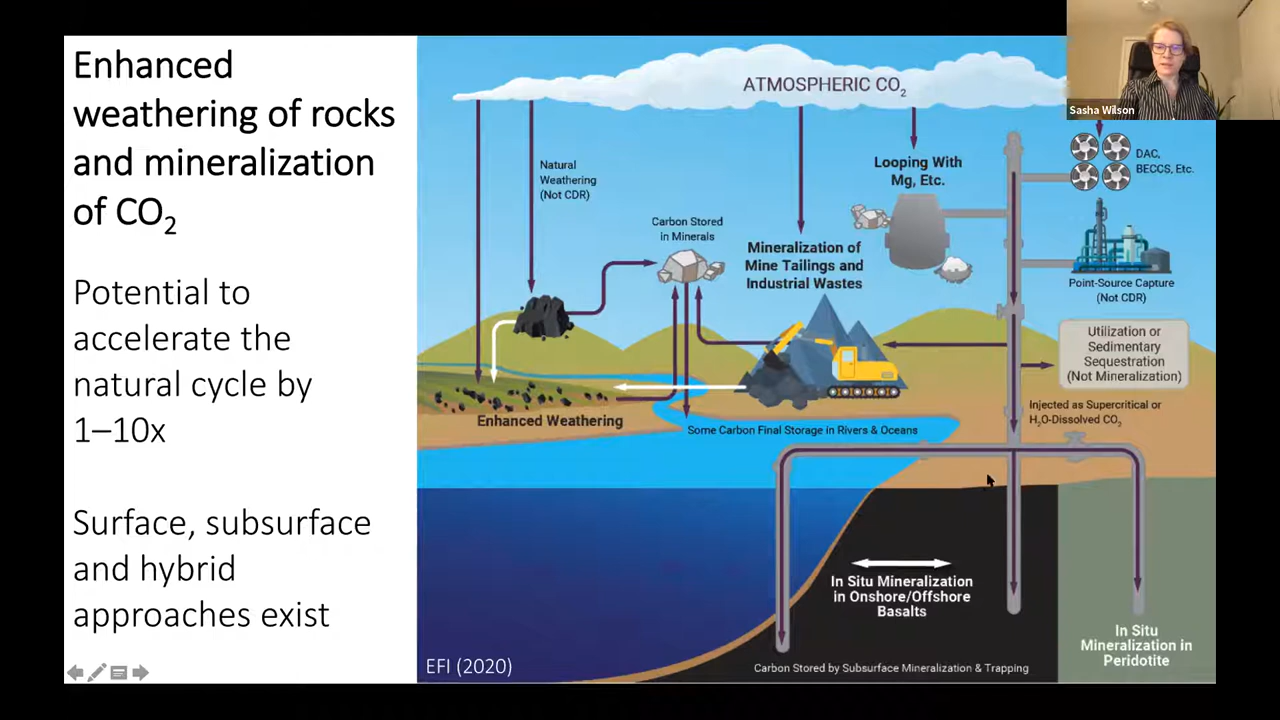 Enhanced
weathering of rocks
and mineralization
of CO₂
Potential to
accelerate the
natural cycle by
1–10x
Surface, subsurface
and hybrid
approaches exist
ATMOSPHERIC CO₂
Sasha Wilson
Natural
Weathering
(Not CDR)
Looping With
Mg, Etc.
DAC,
BECCS, Etc.
Carbon Stored
in Minerals
Mineralization of
Mine Tailings and
Industrial Wastes
Point-Source Capture
(Not CDR)
Utilization or
Sedimentary
Sequestration
(Not Mineralization)
Enhanced Weathering
Injected as Supercritical or
H₂O-Dissolved CO₂
Some Carbon Final Storage in Rivers & Oceans
In Situ Mineralization
in Onshore/Offshore
Basalts
In Situ
Mineralization in
Peridotite
EFI (2020)
Carbon Stored by Subsurface Mineralization & Trapping